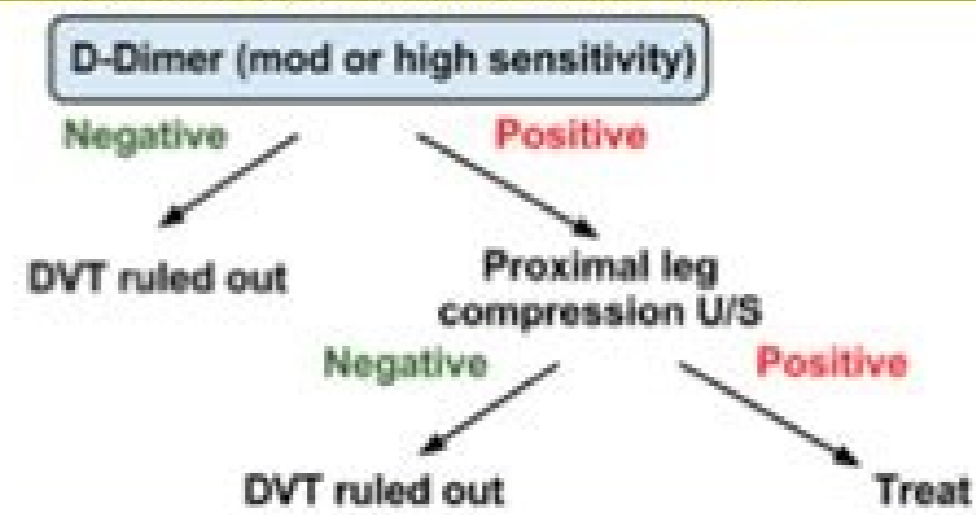 D-Dimer (mod or high sensitivity)
Negative
Positive
DVT ruled out
Proximal leg
compression U/S
Negative
Positive
DVT ruled out
Treat